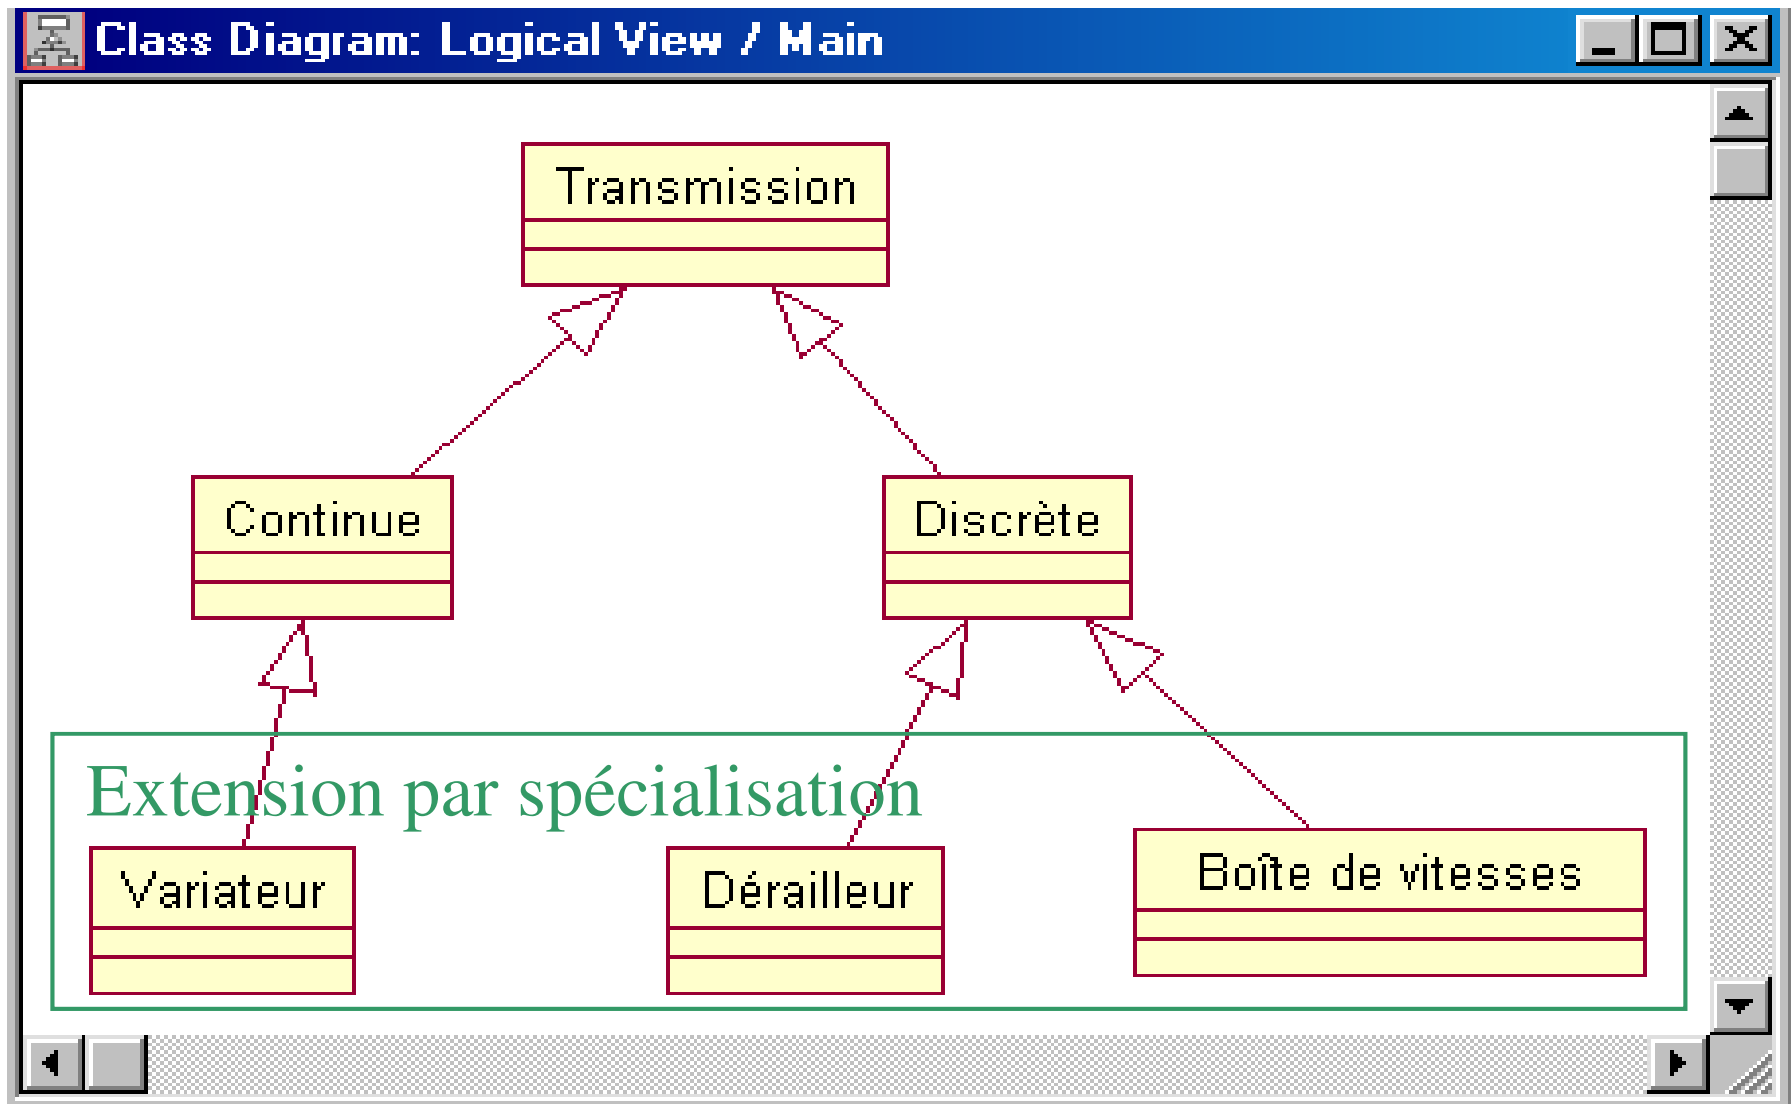 Class Diagram: Logical View / Main
Transmission
Continue
Discrète
Extension par spécialisation
Variateur
Dérailleur
Boîte de vitesses